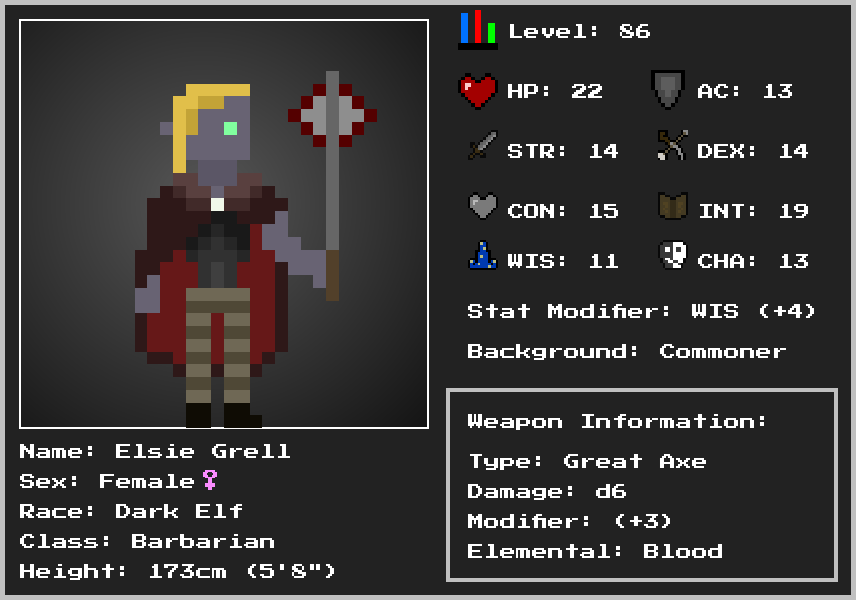 Level: 86
HP: 22 AC: 13
STR: 14 DEX: 14
CON: 15 INT: 19
WIS: 11 CHA: 13
Stat Modifier: WIS (+4)
Background: Commoner
Weapon Information:
Type: Great Axe
Damage: d6
Modifier: (+3)
Elemental: Blood
Name: Elsie Grell
Sex: Female♀
Race: Dark Elf
Class: Barbarian
Height: 173cm (5'8")